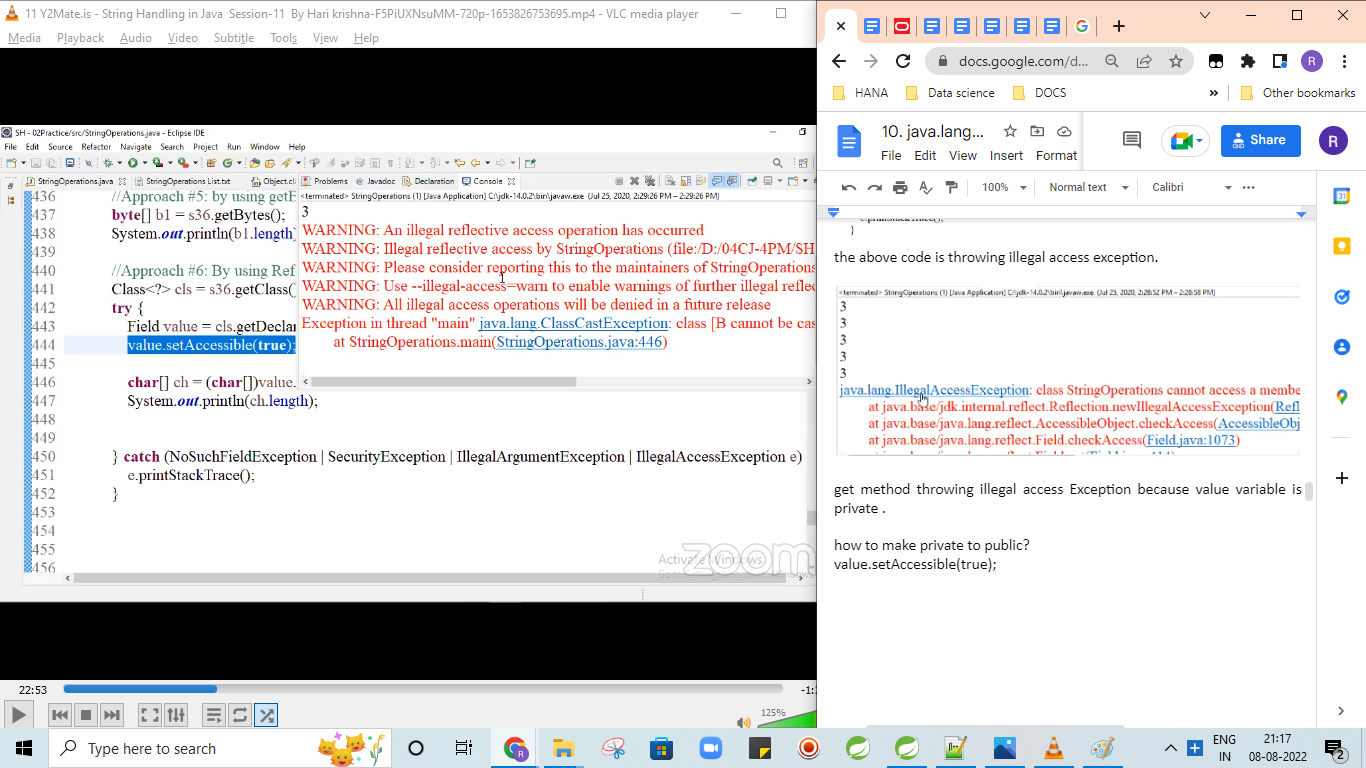 11 Y2Mate.is - String Handling in Java Session-11 By Hari krishna-F5PiUXNsuMM-720p-1653826753695.mp4 - VLC media player
Media Playback Audio Video Subtitle Tools View Help
SH - 02Practice/src/StringOperations.java - Eclipse IDE
File Edit Source Refactor Navigate Search Project Run Window Help
StringOperations.java StringOperations List.txt Object.cl
Problems Javadoc Declaration Console
<terminated> StringOperations (1) [Java Application] C:\jdk-14.0.2\bin\javaw.exe (Jul 25, 2020, 2:29:26 PM – 2:29:26 PM)
436 //Approach #5: by using getB
437 byte[] b1 = s36.getBytes();
438 System.out.println(b1.length)
439
440 //Approach #6: By using Ref
441 Class<?> cls = s36.getClass(
442 try {
443 Field value = cls.getDeclar
444 value.setAccessible(true);
445
446 char[] ch = (char[])value.
447 System.out.println(ch.length);
448
449
450 } catch (NoSuchFieldException | SecurityException | IllegalArgumentException | IllegalAccessException e)
451 e.printStackTrace();
452 }
453
454
455
456
3
WARNING: An illegal reflective access operation has occurred
WARNING: Illegal reflective access by StringOperations (file:/D:/04CJ-4PM/SH
WARNING: Please consider reporting this to the maintainers of StringOperations
WARNING: Use --illegal-access=warn to enable warnings of further illegal reflec
WARNING: All illegal access operations will be denied in a future release
Exception in thread "main" java.lang.ClassCastException: class [B cannot be cas
at StringOperations.main(StringOperations.java:446)
zoom
Activate Windows
22:53
125%
docs.google.com/d...
R
HANA Data science DOCS » Other bookmarks
10. java.lang...
Share
R
File Edit View Insert Format
100% Normal text Calibri
e.printStackTrace();
}
the above code is throwing illegal access exception.
<terminated> StringOperations (1) [Java Application] C:\jdk-14.0.2\bin\javaw.exe (Jul 25, 2020, 2:28:52 PM – 2:28:58 PM)
3
3
3
3
3
java.lang.IllegalAccessException: class StringOperations cannot access a membe
at java.base/jdk.internal.reflect.Reflection.newIllegalAccessException(Refl
at java.base/java.lang.reflect.AccessibleObject.checkAccess(AccessibleObj
at java.base/java.lang.reflect.Field.checkAccess(Field.java:1073)
get method throwing illegal access Exception because value variable is
private .
how to make private to public?
value.setAccessible(true);
31
Type here to search
R
ENG
IN
21:17
08-08-2022
2